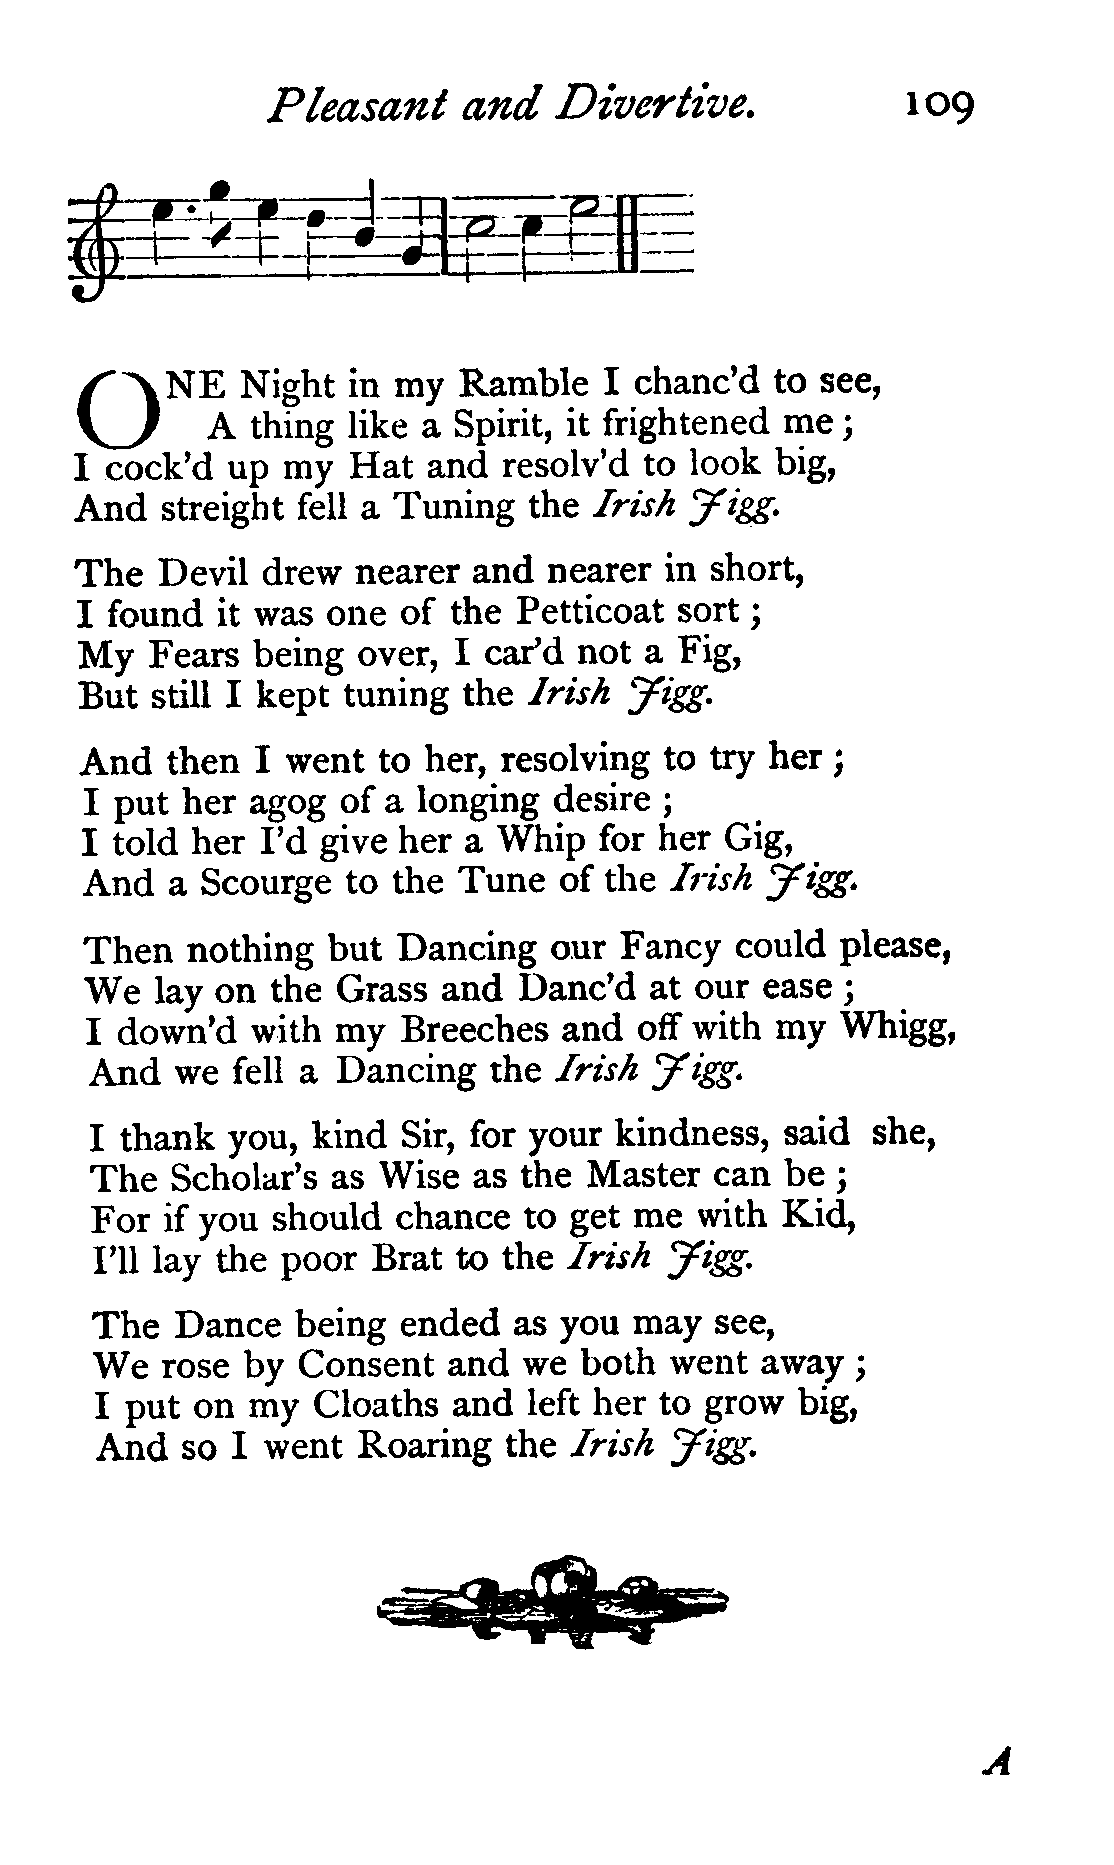 Pleasant and Divertive. 109
ONE Night in my Ramble I chanc'd to see,
A thing like a Spirit, it frightened me ;
I cock'd up my Hat and resolv'd to look big,
And streight fell a Tuning the Irish Jigg.
The Devil drew nearer and nearer in short,
I found it was one of the Petticoat sort ;
My Fears being over, I car'd not a Fig,
But still I kept tuning the Irish Jigg.
And then I went to her, resolving to try her ;
I put her agog of a longing desire ;
I told her I'd give her a Whip for her Gig,
And a Scourge to the Tune of the Irish Jigg.
Then nothing but Dancing our Fancy could please,
We lay on the Grass and Danc'd at our ease ;
I down'd with my Breeches and off with my Whigg,
And we fell a Dancing the Irish Jigg.
I thank you, kind Sir, for your kindness, said she,
The Scholar's as Wise as the Master can be ;
For if you should chance to get me with Kid,
I'll lay the poor Brat to the Irish Jigg.
The Dance being ended as you may see,
We rose by Consent and we both went away ;
I put on my Cloaths and left her to grow big,
And so I went Roaring the Irish Jigg.
A